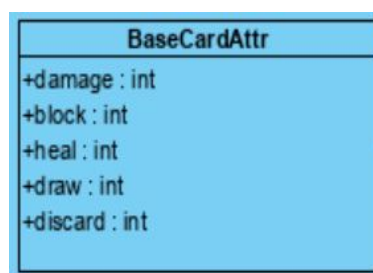 BaseCardAttr
+damage : int
+block : int
+heal : int
+draw : int
+discard : int